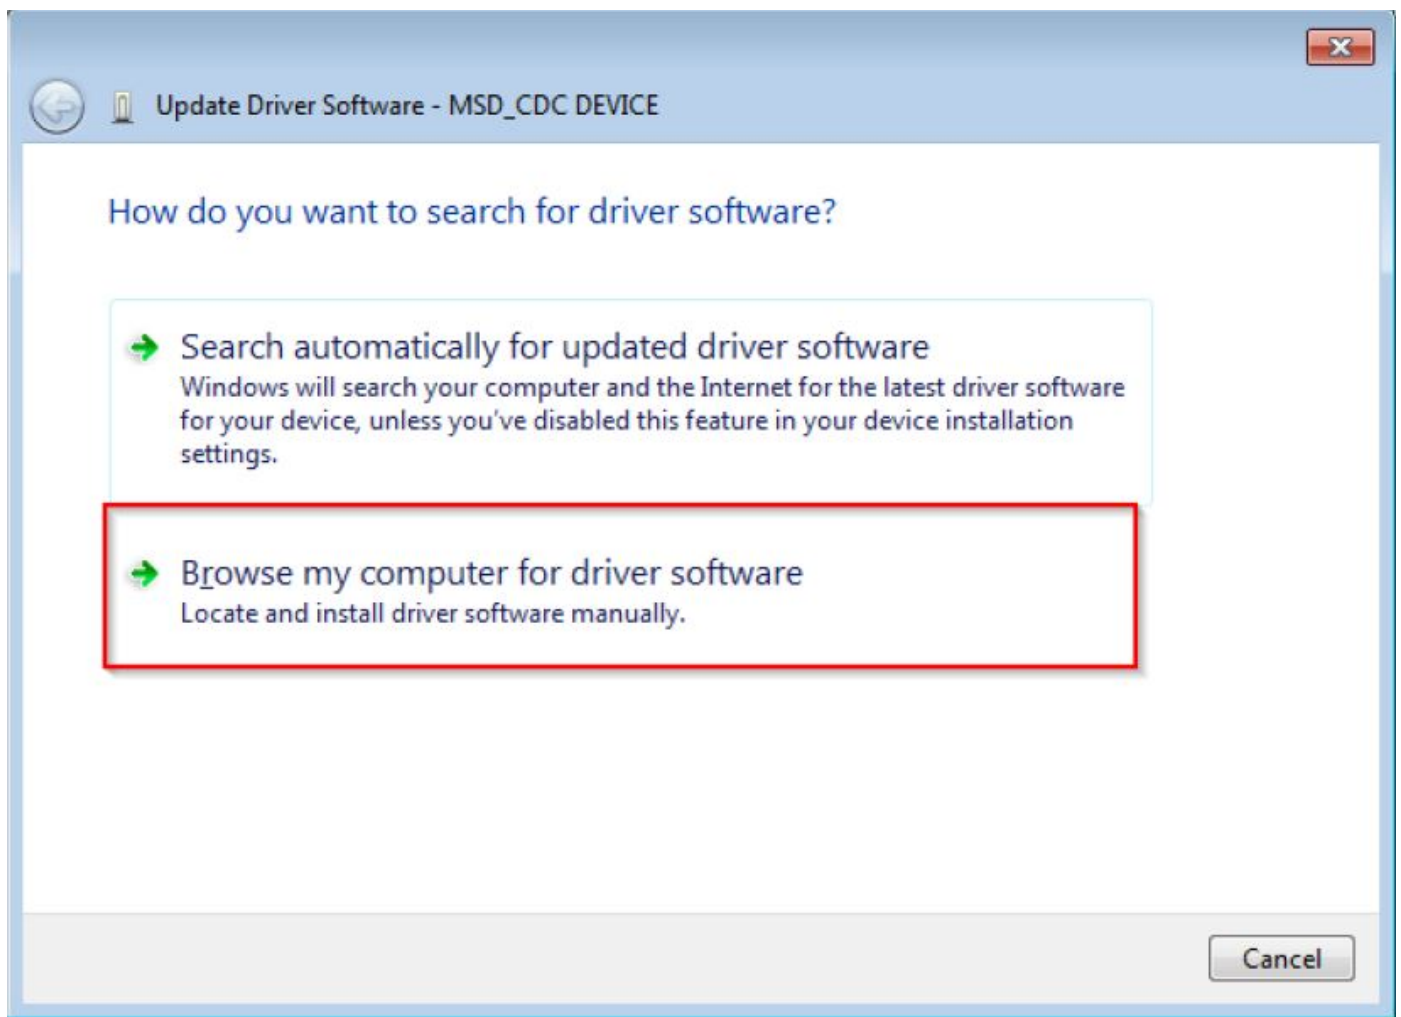 Update Driver Software - MSD_CDC DEVICE
How do you want to search for driver software?
Search automatically for updated driver software
Windows will search your computer and the Internet for the latest driver software
for your device, unless you've disabled this feature in your device installation
settings.
Browse my computer for driver software
Locate and install driver software manually.
Cancel